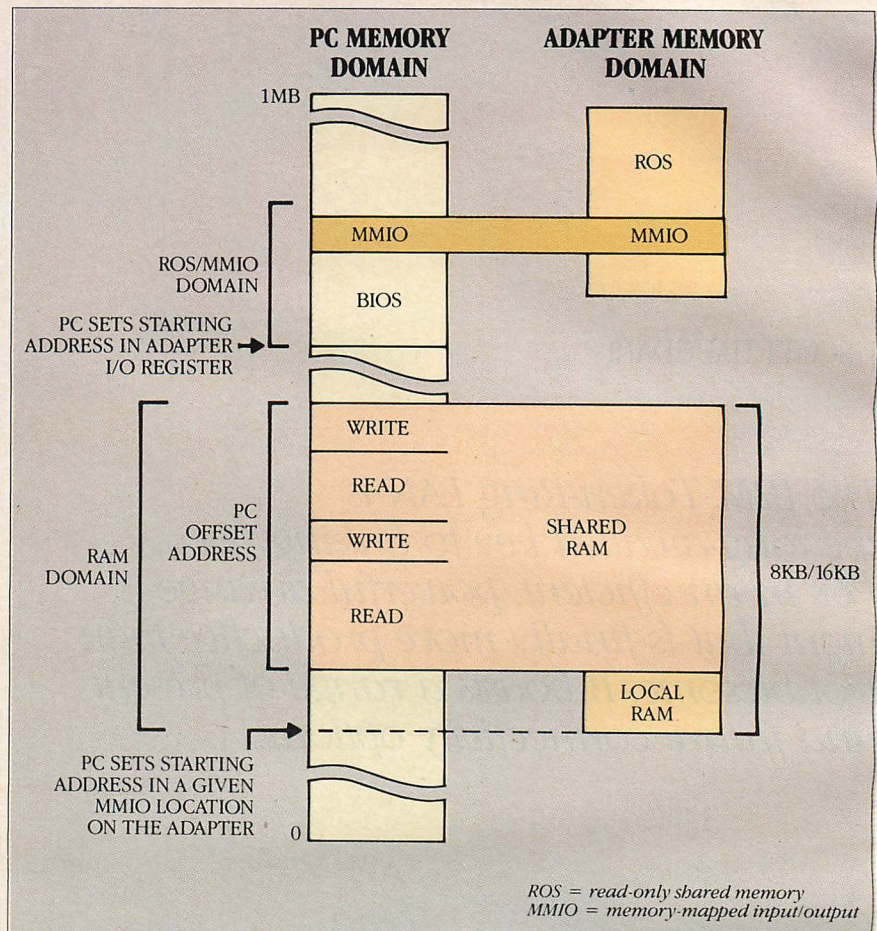 PC MEMORY
DOMAIN
ADAPTER MEMORY
DOMAIN
1MB
ROS
MMIO
MMIO
ROS/MMIO
DOMAIN
BIOS
PC SETS STARTING
ADDRESS IN ADAPTER
I/O REGISTER
WRITE
READ
PC
OFFSET
ADDRESS
WRITE
SHARED
RAM
RAM
DOMAIN
8KB/16KB
READ
LOCAL
RAM
PC SETS STARTING
ADDRESS IN A GIVEN
MMIO LOCATION
ON THE ADAPTER
0
ROS = read-only shared memory
MMIO = memory-mapped input/output